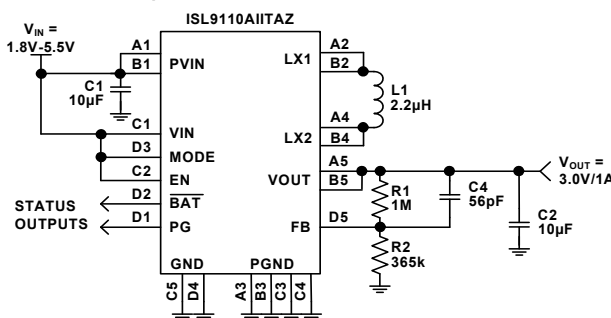 ISL9110AIITAZ
V_IN =
1.8V-5.5V
A1
B1
PVIN
C1
10µF
C1
VIN
D3
MODE
C2
EN
D2
BAT
STATUS
OUTPUTS
D1
PG
LX1
A2
B2
L1
2.2µH
LX2
A4
B4
VOUT
A5
B5
R1
1M
C4
56pF
V_OUT =
3.0V/1A
C2
10µF
FB
D5
R2
365k
GND
PGND
C5
D4
A3
B3
C3
C4